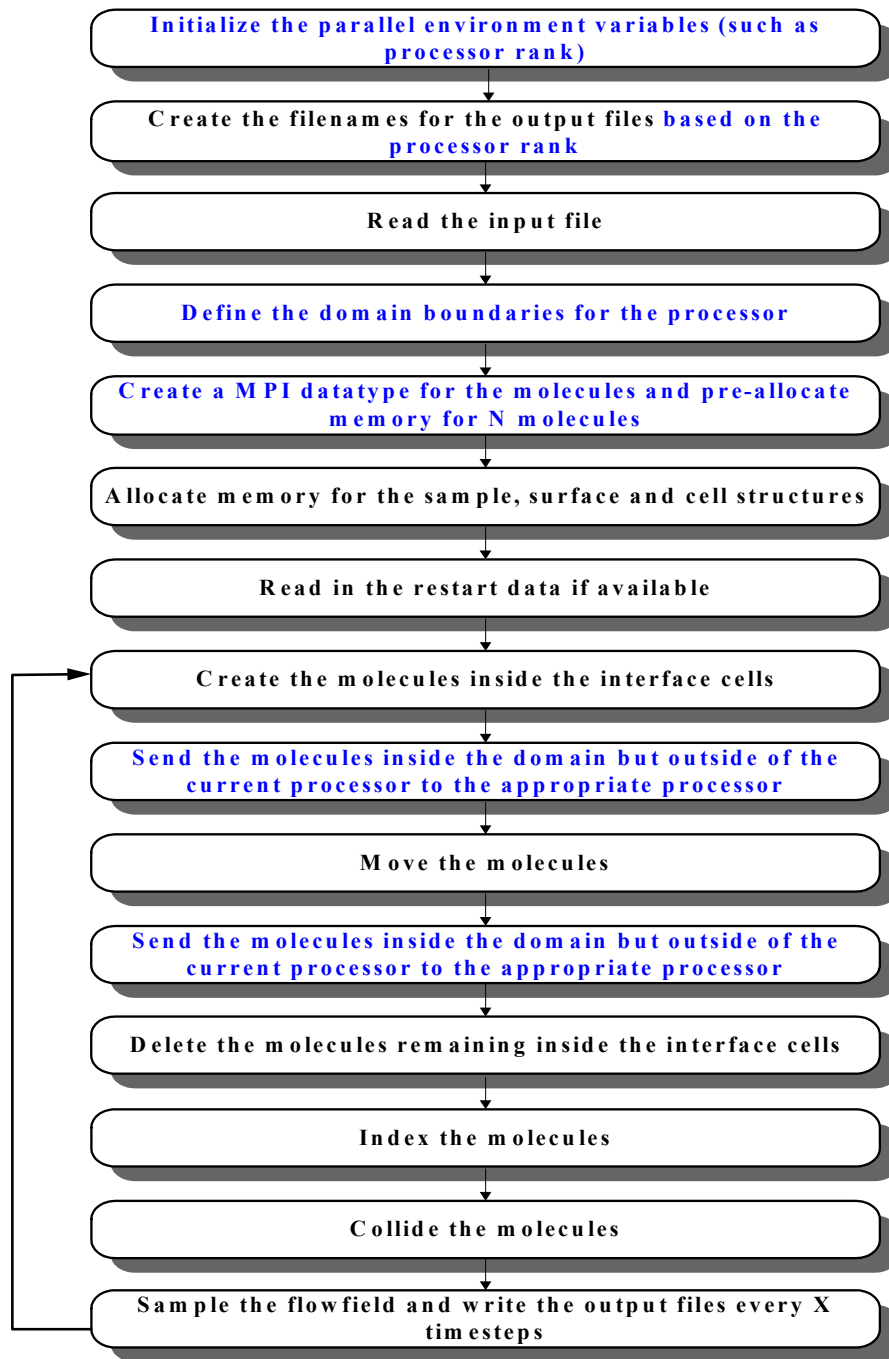 Initialize the parallel environment variables (such as
processor rank)
Create the filenames for the output files based on the
processor rank
Read the input file
Define the domain boundaries for the processor
Create a MPI datatype for the molecules and pre-allocate
memory for N molecules
Allocate memory for the sample, surface and cell structures
Read in the restart data if available
Create the molecules inside the interface cells
Send the molecules inside the domain but outside of the
current processor to the appropriate processor
Move the molecules
Send the molecules inside the domain but outside of the
current processor to the appropriate processor
Delete the molecules remaining inside the interface cells
Index the molecules
Collide the molecules
Sample the flowfield and write the output files every X
timesteps